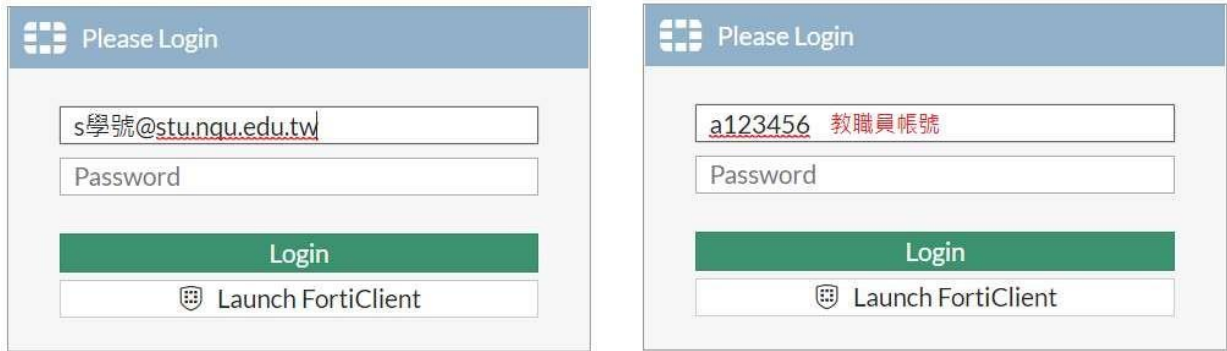 Please Login
s學號@stu.nqu.edu.tw
Password
Login
Launch FortiClient
Please Login
a123456 教職員帳號
Password
Login
Launch FortiClient